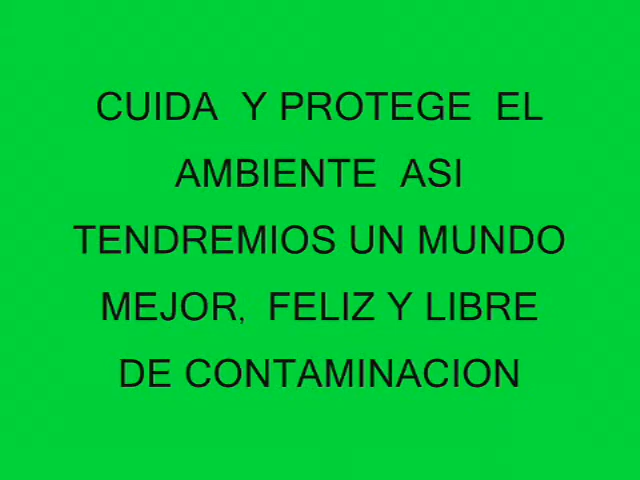 CUIDA Y PROTEGE EL
AMBIENTE ASI
TENDREMIOS UN MUNDO
MEJOR, FELIZ Y LIBRE
DE CONTAMINACION